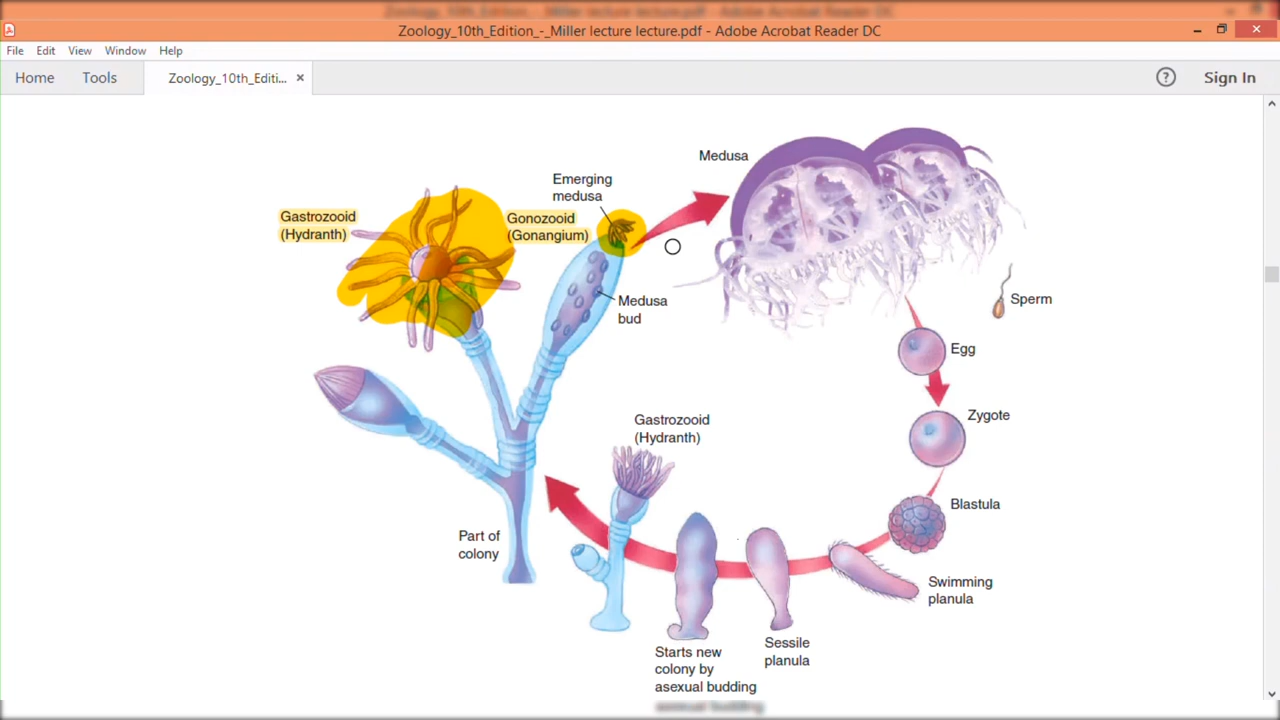 Zoology_10th_Edition_-_Miller lecture lecture.pdf - Adobe Acrobat Reader DC
File Edit View Window Help
Home Tools Zoology_10th_Editi... × ? Sign In
Medusa
Emerging
medusa
Gastrozooid
(Hydranth)
Gonozooid
(Gonangium)
Medusa
bud
Sperm
Egg
Gastrozooid
(Hydranth)
Zygote
Blastula
Part of
colony
Swimming
planula
Sessile
planula
Starts new
colony by
asexual budding